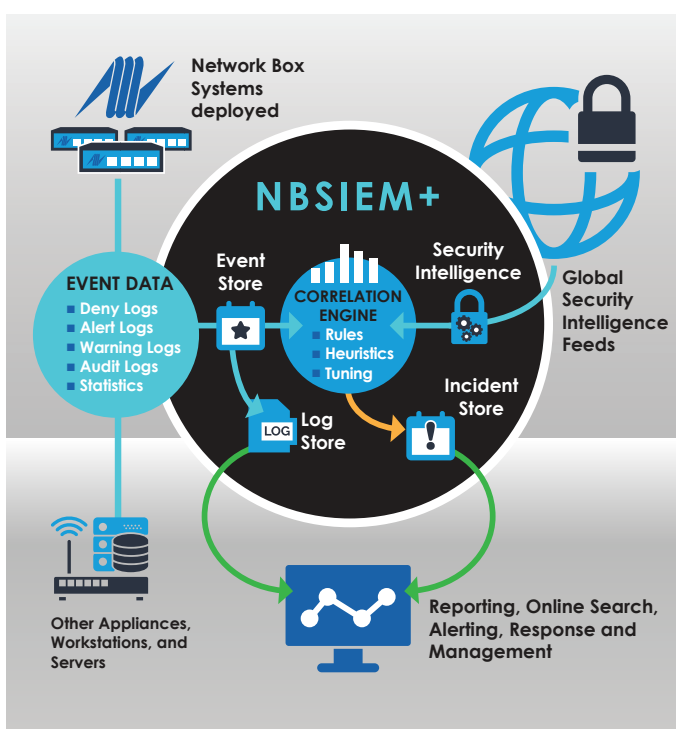 Network Box
Systems
deployed
NBSIEM+
Event
Store
Security
Intelligence
EVENT DATA
Deny Logs
Alert Logs
Warning Logs
Audit Logs
Statistics
CORRELATION
ENGINE
Rules
Heuristics
Tuning
Global
Security
Intelligence
Feeds
Incident
Store
LOG
Log
Store
Other Appliances,
Workstations, and
Servers
Reporting, Online Search,
Alerting, Response and
Management